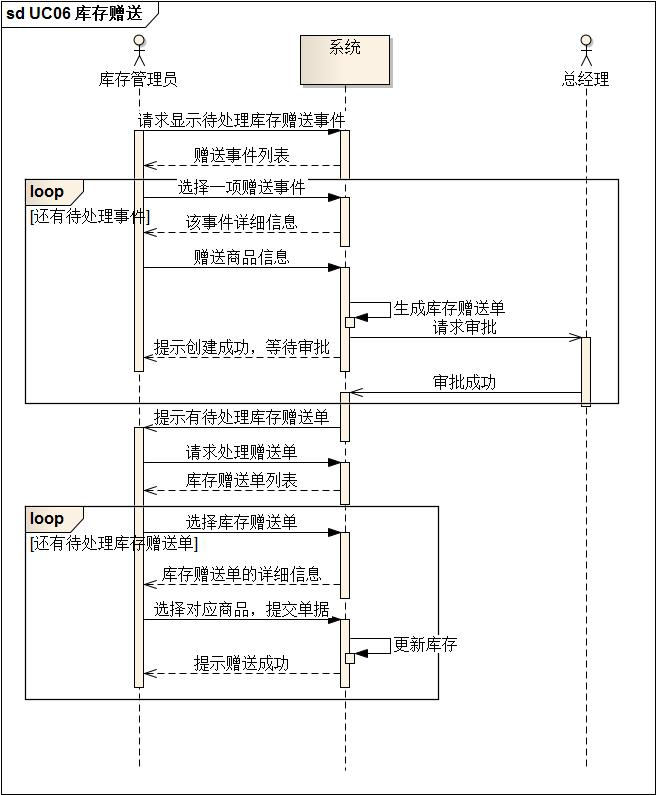 sd UC06 库存赠送
库存管理员
系统
总经理
请求显示待处理库存赠送事件
赠送事件列表
loop
选择一项赠送事件
[还有待处理事件]
该事件详细信息
赠送商品信息
生成库存赠送单
请求审批
提示创建成功，等待审批
审批成功
提示有待处理库存赠送单
请求处理赠送单
库存赠送单列表
loop
选择库存赠送单
[还有待处理库存赠送单]
库存赠送单的详细信息
选择对应商品，提交单据
更新库存
提示赠送成功